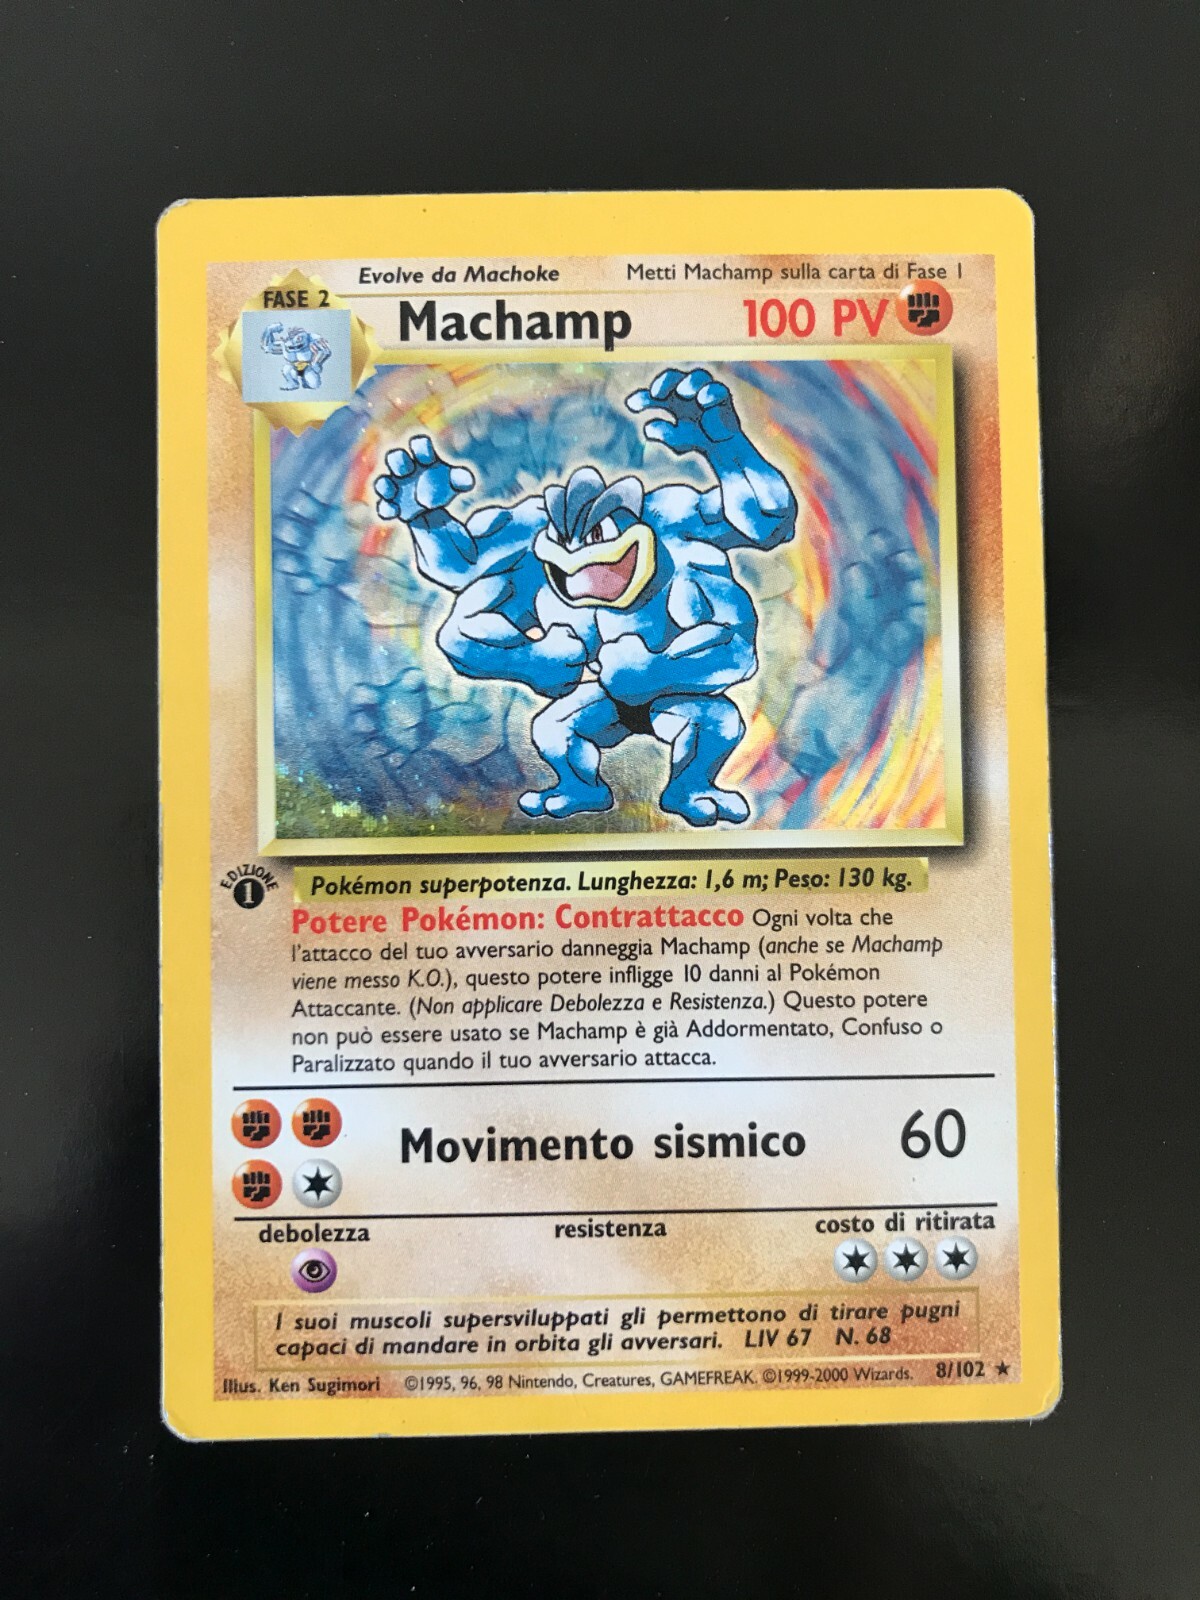 Evolve da Machoke Metti Machamp sulla carta di Fase 1
FASE 2
Machamp 100 PV
EDIZIONE
1
Pokémon superpotenza. Lunghezza: 1,6 m; Peso: 130 kg.
Potere Pokémon: Contrattacco Ogni volta che
l'attacco del tuo avversario danneggia Machamp (anche se Machamp
viene messo K.O.), questo potere infligge 10 danni al Pokémon
Attaccante. (Non applicare Debolezza e Resistenza.) Questo potere
non può essere usato se Machamp è già Addormentato, Confuso o
Paralizzato quando il tuo avversario attacca.
Movimento sismico 60
debolezza resistenza costo di ritirata
I suoi muscoli supersviluppati gli permettono di tirare pugni
capaci di mandare in orbita gli avversari. LIV 67 N. 68
Illus. Ken Sugimori ©1995, 96, 98 Nintendo, Creatures, GAMEFREAK. ©1999-2000 Wizards. 8/102 ★